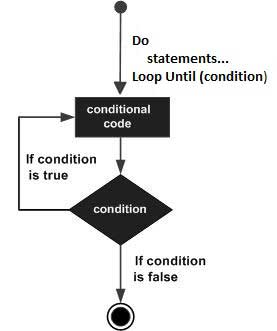 Do
statements...
Loop Until (condition)
conditional
code
If condition
is true
condition
If condition
is false